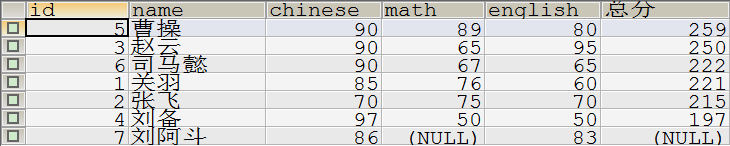 id name chinese math english 总分
5 曹操 90 89 80 259
3 赵云 90 65 95 250
6 司马懿 90 67 65 222
1 关羽 85 76 60 221
2 张飞 70 75 70 215
4 刘备 97 50 50 197
7 刘阿斗 86 (NULL) 83 (NULL)